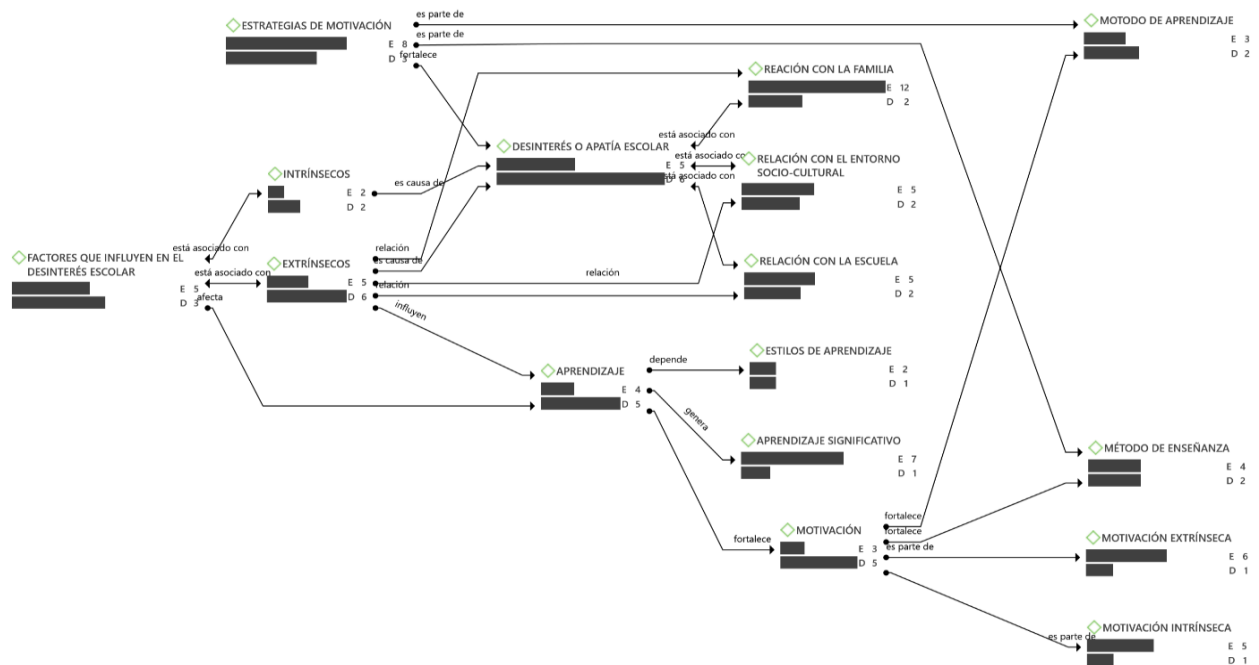 ESTRATEGIAS DE MOTIVACIÓN
E 8
D 3
es parte de
es parte de
fortalece
MOTODO DE APRENDIZAJE
E 3
D 2
REACIÓN CON LA FAMILIA
E 12
D 2
DESINTERÉS O APATÍA ESCOLAR
E 5
D 6
está asociado con
está asociado con
está asociado con
RELACIÓN CON EL ENTORNO
SOCIO-CULTURAL
E 5
D 2
INTRÍNSECOS
E 2
D 2
es causa de
FACTORES QUE INFLUYEN EN EL
DESINTERÉS ESCOLAR
E 5
D 3
está asociado con
está asociado con
afecta
EXTRÍNSECOS
E 5
D 6
relación
es causa de
relación
relación
influyen
RELACIÓN CON LA ESCUELA
E 5
D 2
APRENDIZAJE
E 4
D 5
depende
genera
fortalece
ESTILOS DE APRENDIZAJE
E 2
D 1
APRENDIZAJE SIGNIFICATIVO
E 7
D 1
MÉTODO DE ENSEÑANZA
E 4
D 2
MOTIVACIÓN
E 3
D 5
fortalece
fortalece
es parte de
es parte de
MOTIVACIÓN EXTRÍNSECA
E 6
D 1
MOTIVACIÓN INTRÍNSECA
E 5
D 1